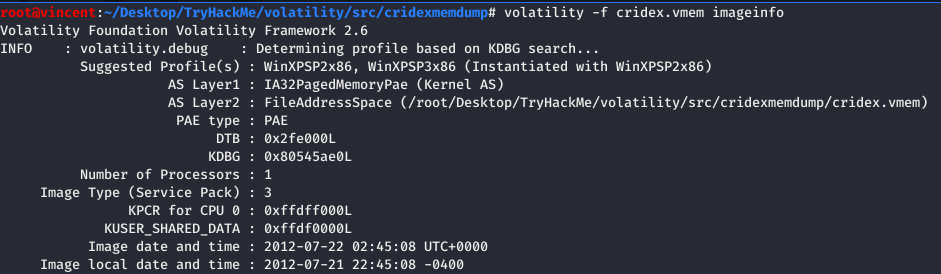 root@vincent:~/Desktop/TryHackMe/volatility/src/cridexmemdump# volatility -f cridex.vmem imageinfo
Volatility Foundation Volatility Framework 2.6
INFO    : volatility.debug    : Determining profile based on KDBG search...
          Suggested Profile(s) : WinXPSP2x86, WinXPSP3x86 (Instantiated with WinXPSP2x86)
                     AS Layer1 : IA32PagedMemoryPae (Kernel AS)
                     AS Layer2 : FileAddressSpace (/root/Desktop/TryHackMe/volatility/src/cridexmemdump/cridex.vmem)
                      PAE type : PAE
                           DTB : 0x2fe000L
                          KDBG : 0x80545ae0L
          Number of Processors : 1
     Image Type (Service Pack) : 3
                KPCR for CPU 0 : 0xffdff000L
             KUSER_SHARED_DATA : 0xffdf0000L
           Image date and time : 2012-07-22 02:45:08 UTC+0000
     Image local date and time : 2012-07-21 22:45:08 -0400